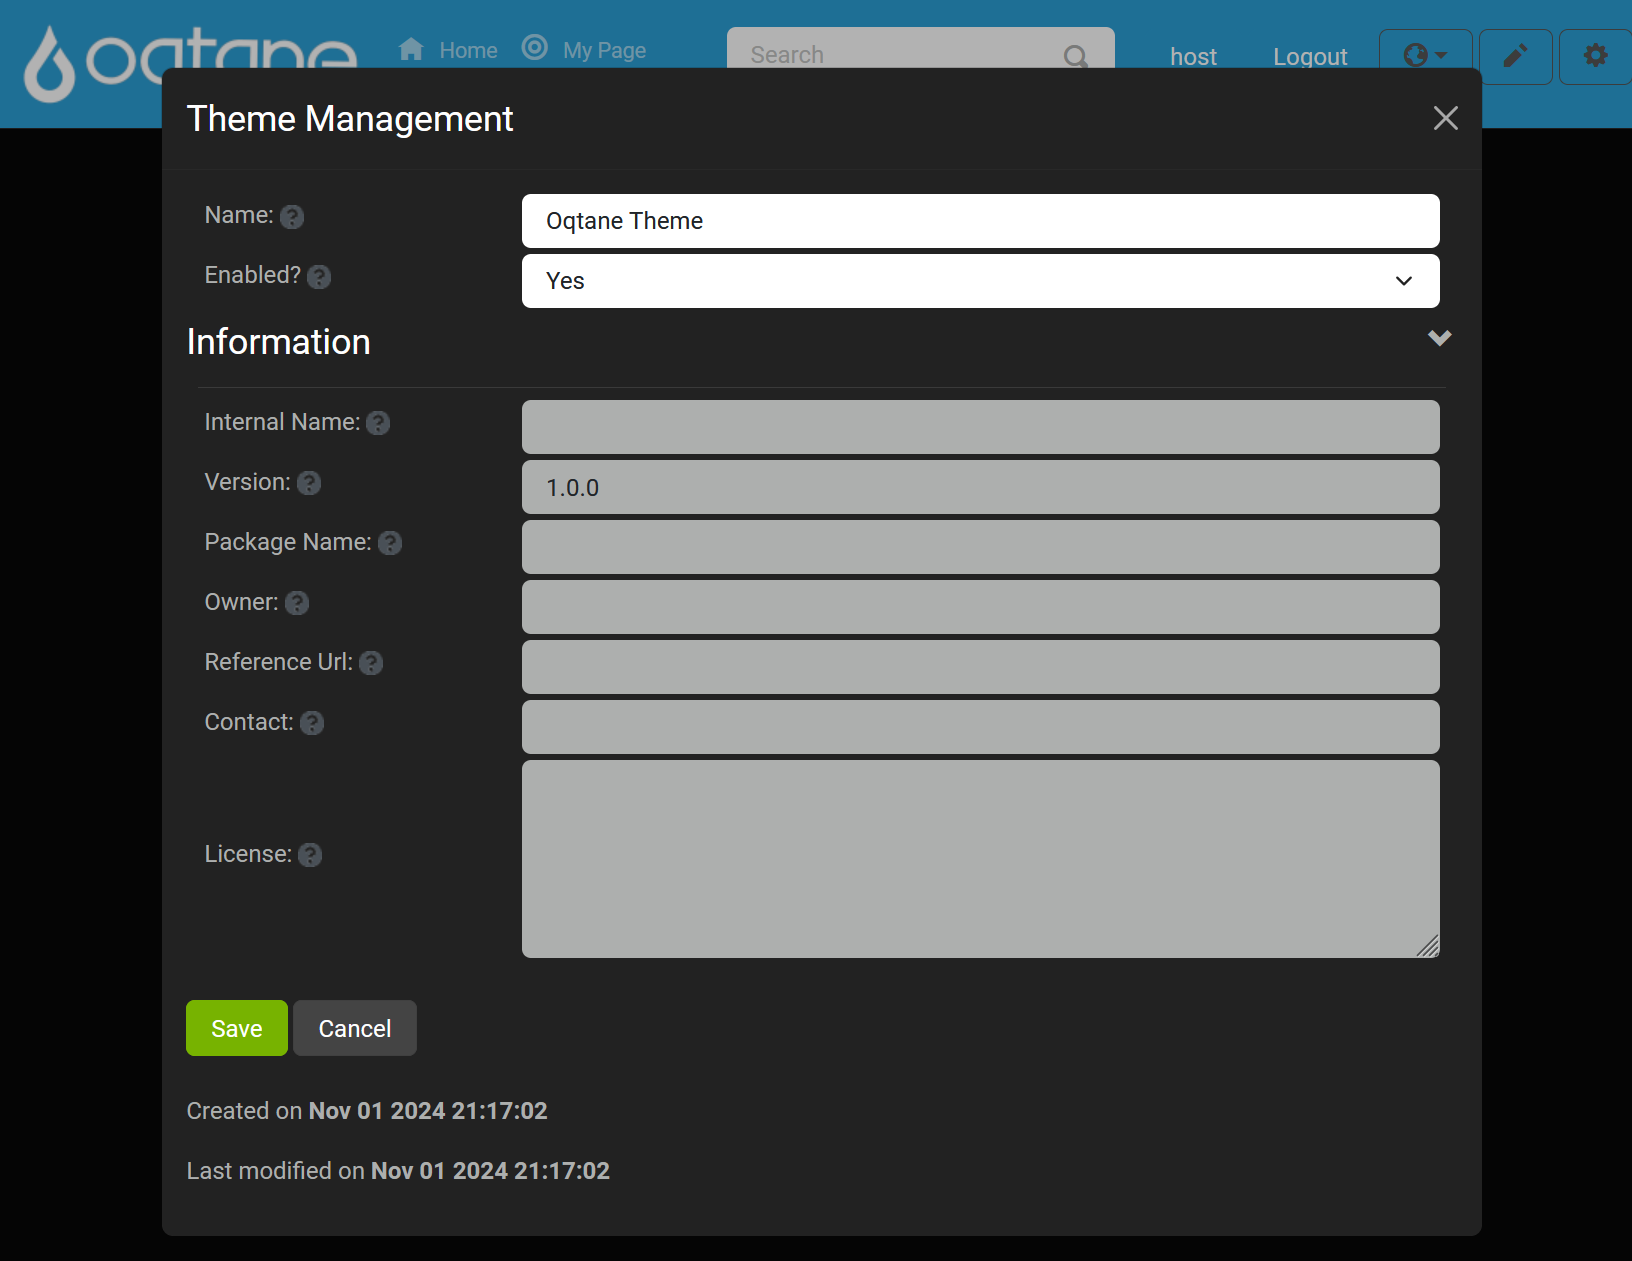 oqtane Home My Page Search host Logout
Theme Management
Name: ? Oqtane Theme
Enabled? ? Yes
Information
Internal Name: ?
Version: ? 1.0.0
Package Name: ?
Owner: ?
Reference Url: ?
Contact: ?
License: ?
Save Cancel
Created on Nov 01 2024 21:17:02
Last modified on Nov 01 2024 21:17:02